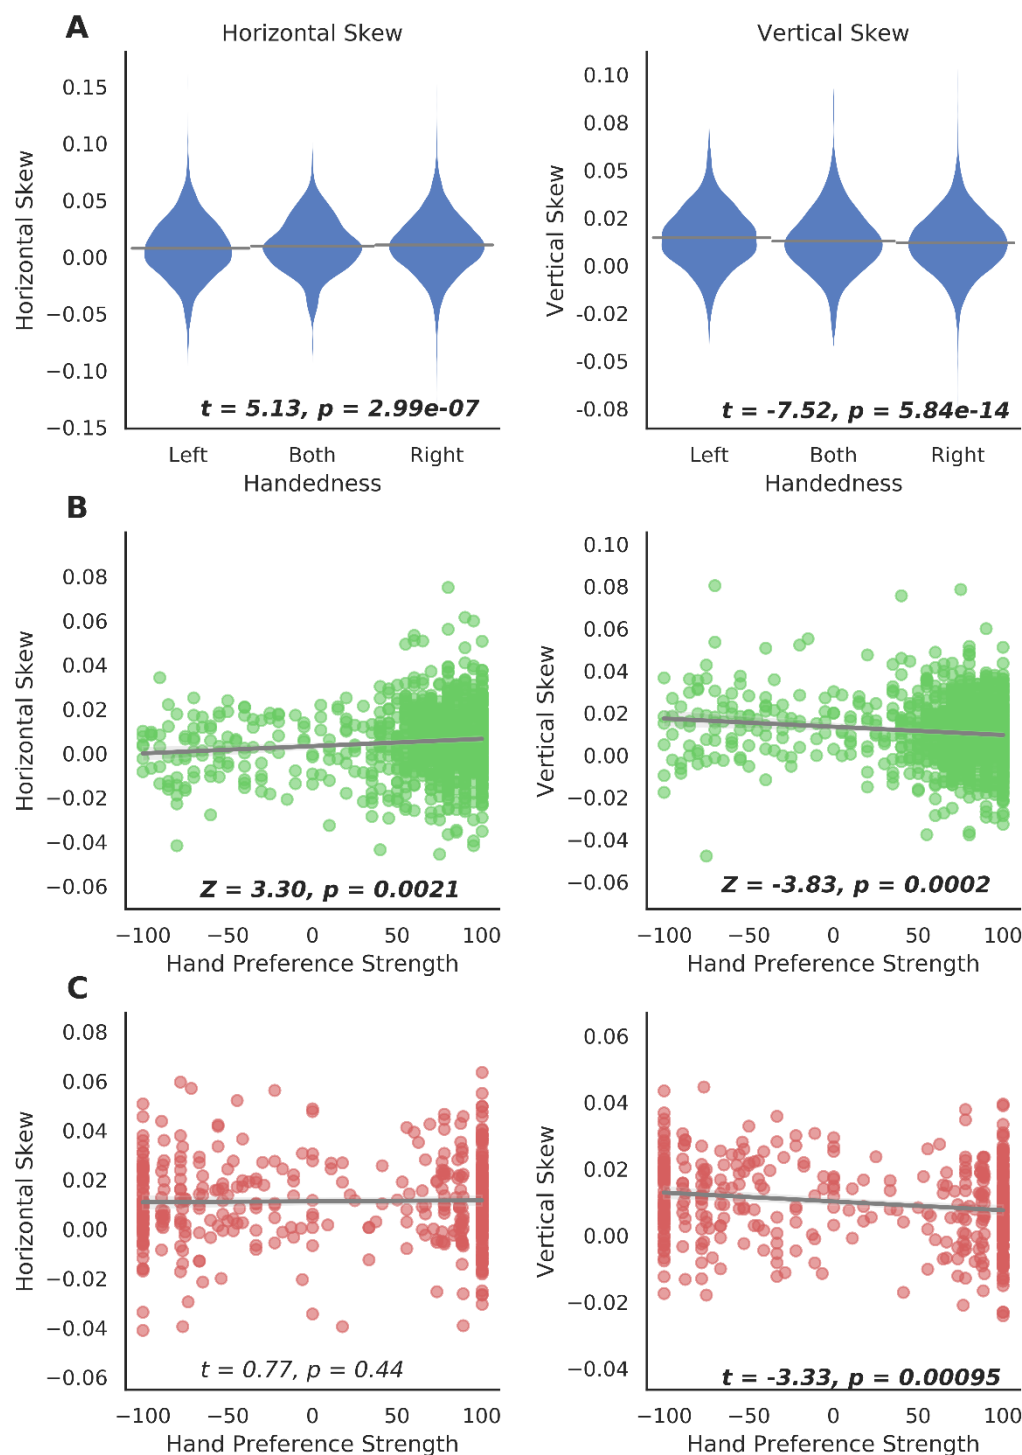 A
Horizontal Skew
Vertical Skew
Horizontal Skew
0.15
0.10
0.05
0.00
−0.05
−0.10
−0.15
t = 5.13, p = 2.99e-07
Left Both Right
Handedness
Vertical Skew
0.10
0.08
0.05
0.02
0.00
-0.02
-0.05
-0.08
t = -7.52, p = 5.84e-14
Left Both Right
Handedness
B
Horizontal Skew
0.08
0.06
0.04
0.02
0.00
−0.02
−0.04
−0.06
Z = 3.30, p = 0.0021
−100 −50 0 50 100
Hand Preference Strength
Vertical Skew
0.10
0.08
0.06
0.04
0.02
0.00
−0.02
−0.04
−0.06
Z = -3.83, p = 0.0002
−100 −50 0 50 100
Hand Preference Strength
C
Horizontal Skew
0.08
0.06
0.04
0.02
0.00
−0.02
−0.04
−0.06
t = 0.77, p = 0.44
−100 −50 0 50 100
Hand Preference Strength
Vertical Skew
0.06
0.04
0.02
0.00
−0.02
−0.04
t = -3.33, p = 0.00095
−100 −50 0 50 100
Hand Preference Strength